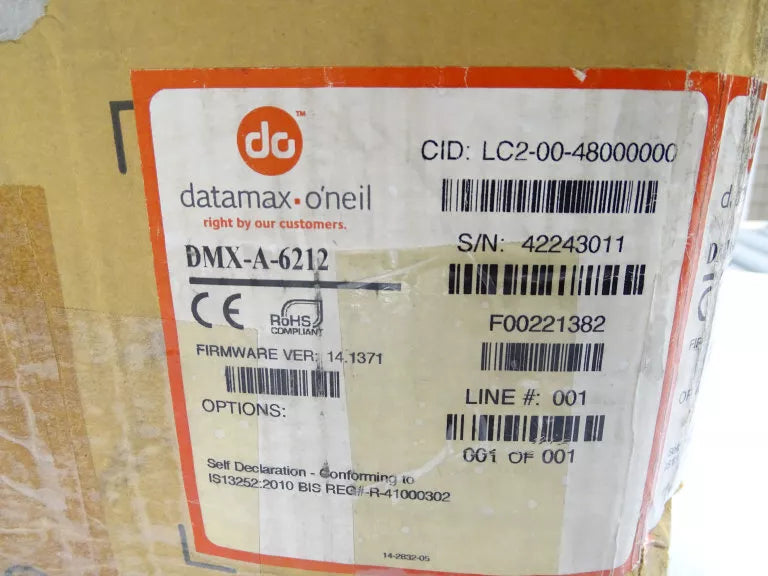 do™
datamax•o'neil
right by our customers.
DMX-A-6212
CE
RoHS
COMPLIANT
FIRMWARE VER: 14.1371
OPTIONS:
Self Declaration - Conforming to
IS13252:2010 BIS REG#-R-41000302
CID: LC2-00-48000000
S/N: 42243011
F00221382
LINE #: 001
001 OF 001
14-2832-05